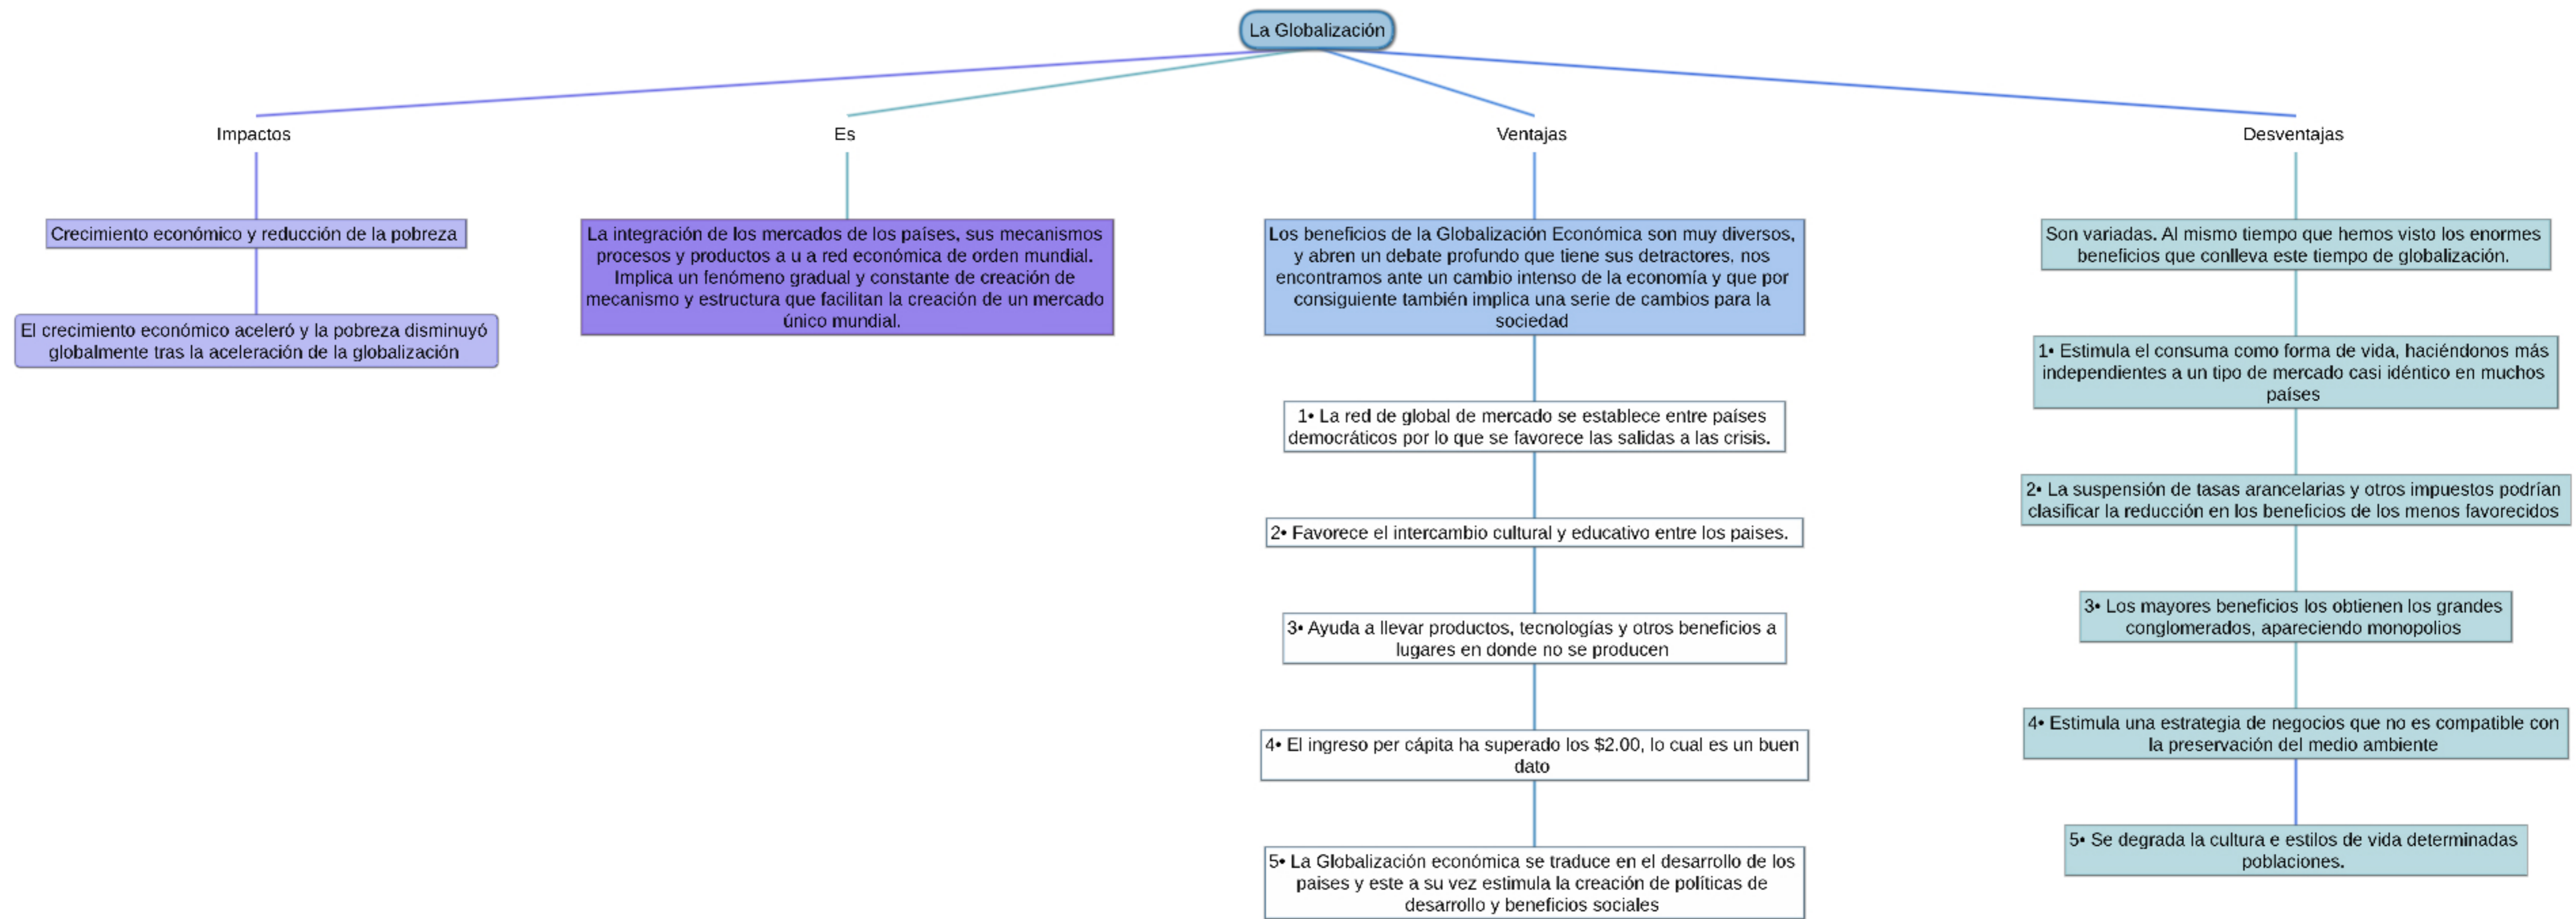 La Globalización
Impactos
Es
Ventajas
Desventajas
Crecimiento económico y reducción de la pobreza
El crecimiento económico aceleró y la pobreza disminuyó
globalmente tras la aceleración de la globalización
La integración de los mercados de los países, sus mecanismos
procesos y productos a u a red económica de orden mundial.
Implica un fenómeno gradual y constante de creación de
mecanismo y estructura que facilitan la creación de un mercado
único mundial.
Los beneficios de la Globalización Económica son muy diversos,
y abren un debate profundo que tiene sus detractores, nos
encontramos ante un cambio intenso de la economía y que por
consiguiente también implica una serie de cambios para la
sociedad
1• La red de global de mercado se establece entre países
democráticos por lo que se favorece las salidas a las crisis.
2• Favorece el intercambio cultural y educativo entre los paises.
3• Ayuda a llevar productos, tecnologías y otros beneficios a
lugares en donde no se producen
4• El ingreso per cápita ha superado los $2.00, lo cual es un buen
dato
5• La Globalización económica se traduce en el desarrollo de los
paises y este a su vez estimula la creación de políticas de
desarrollo y beneficios sociales
Son variadas. Al mismo tiempo que hemos visto los enormes
beneficios que conlleva este tiempo de globalización.
1• Estimula el consuma como forma de vida, haciéndonos más
independientes a un tipo de mercado casi idéntico en muchos
países
2• La suspensión de tasas arancelarias y otros impuestos podrían
clasificar la reducción en los beneficios de los menos favorecidos
3• Los mayores beneficios los obtienen los grandes
conglomerados, apareciendo monopolios
4• Estimula una estrategia de negocios que no es compatible con
la preservación del medio ambiente
5• Se degrada la cultura e estilos de vida determinadas
poblaciones.